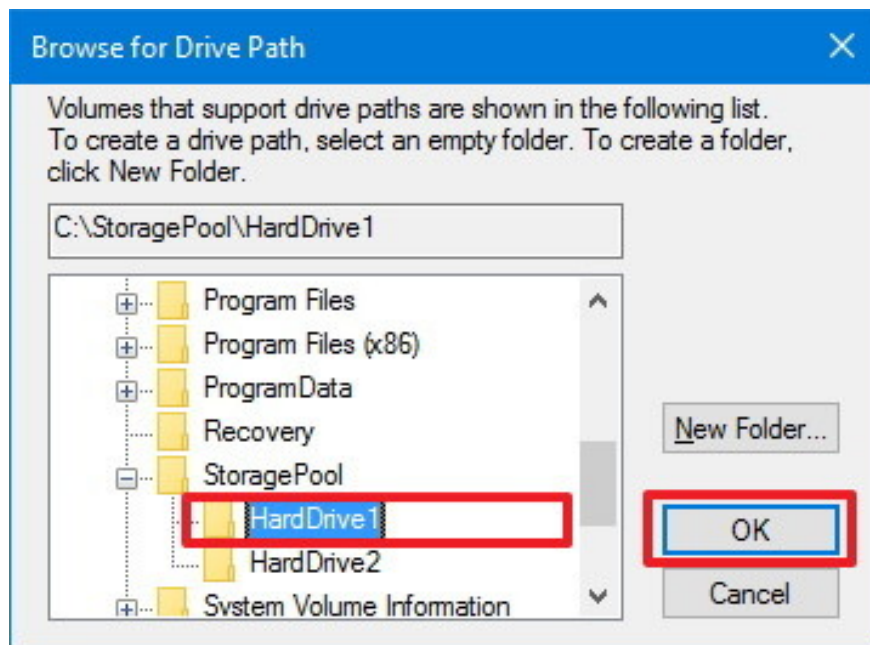 Browse for Drive Path
Volumes that support drive paths are shown in the following list.
To create a drive path, select an empty folder. To create a folder,
click New Folder.
C:\StoragePool\HardDrive1
Program Files
Program Files (x86)
ProgramData
Recovery
StoragePool
HardDrive1
HardDrive2
System Volume Information
New Folder...
OK
Cancel